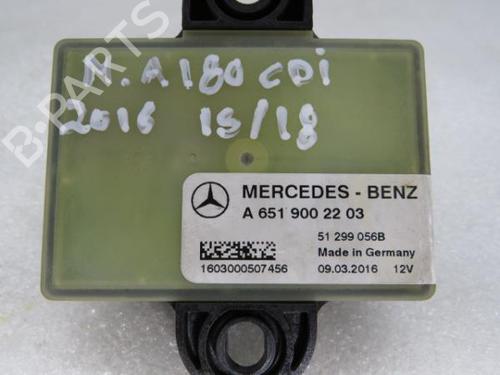 M. A180 CDI
2016 15/18
B-PARTS
MERCEDES - BENZ
A 651 900 22 03
51 299 056B
Made in Germany
1603000507456
09.03.2016 12V